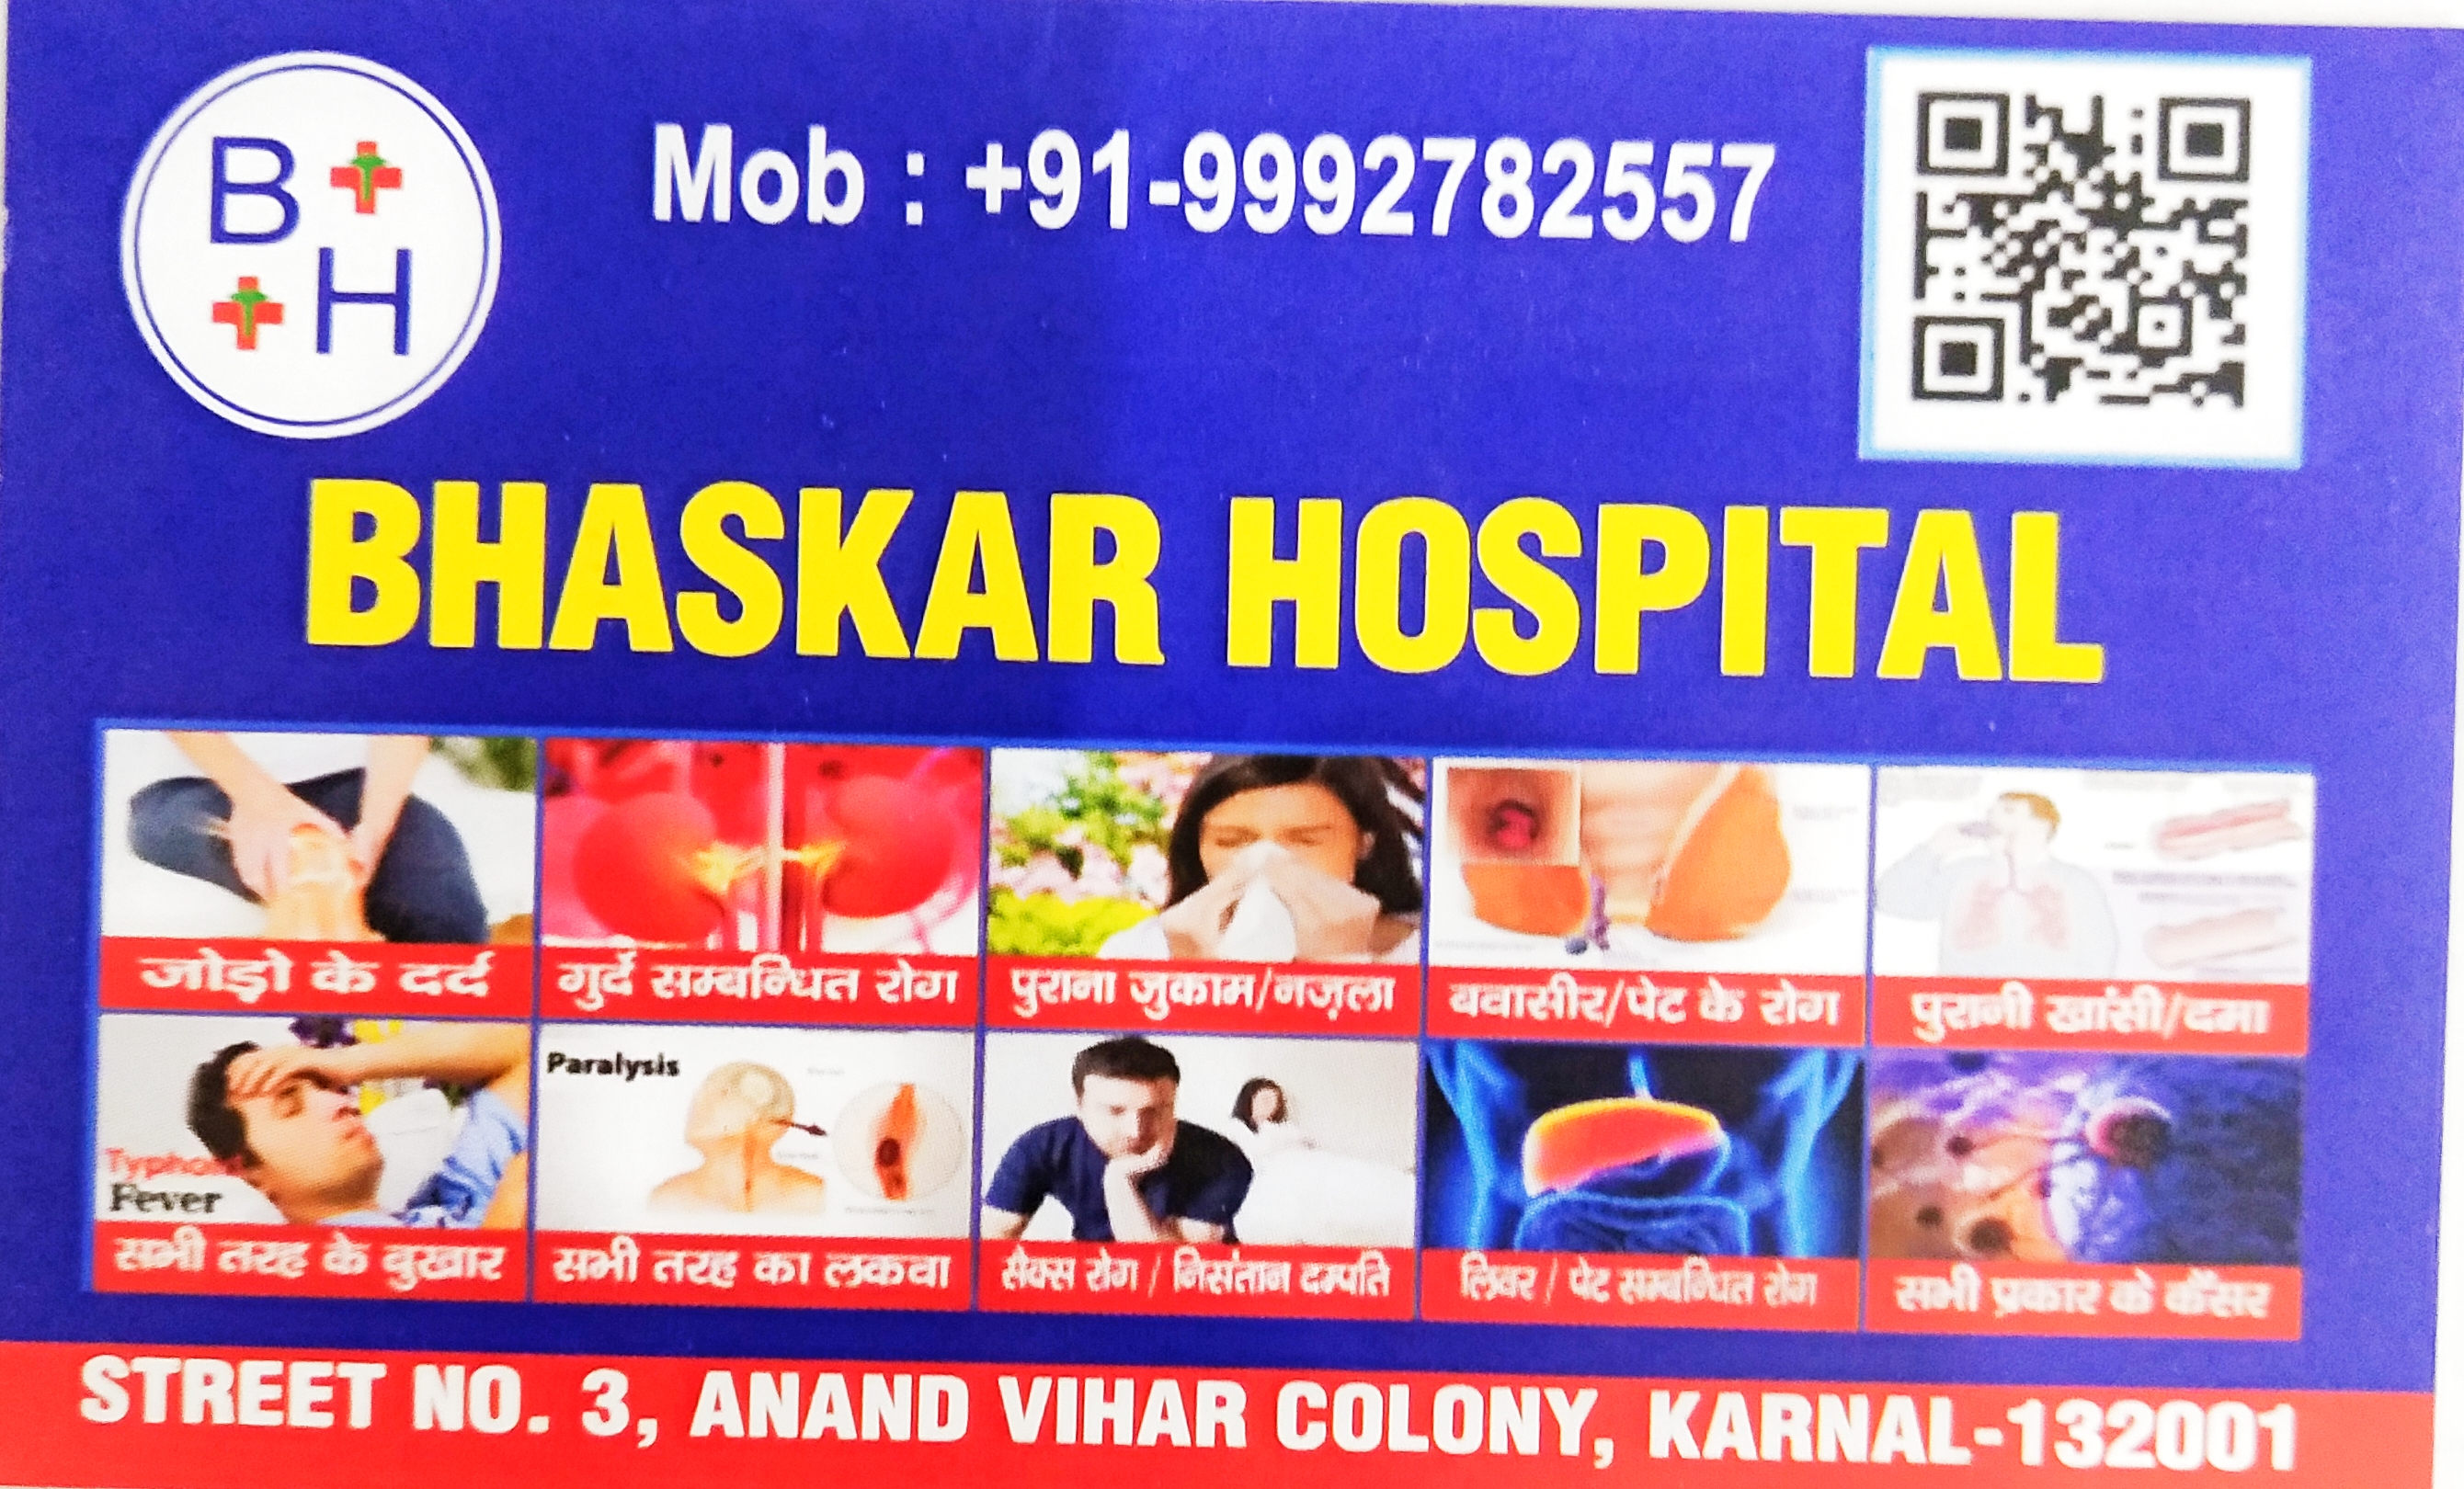 B
H
Mob : +91-9992782557
BHASKAR HOSPITAL
जोड़ो के दर्द
गुर्दे सम्बन्धित रोग
पुराना जुकाम/नज़ला
बवासीर/पेट के रोग
पुरानी खांसी/दमा
Typhoid
Fever
सभी तरह के बुखार
Paralysis
सभी तरह का लकवा
सैक्स रोग / निसंतान दम्पति
लिवर / पेट सम्बन्धित रोग
सभी प्रकार के कैंसर
STREET NO. 3, ANAND VIHAR COLONY, KARNAL-132001